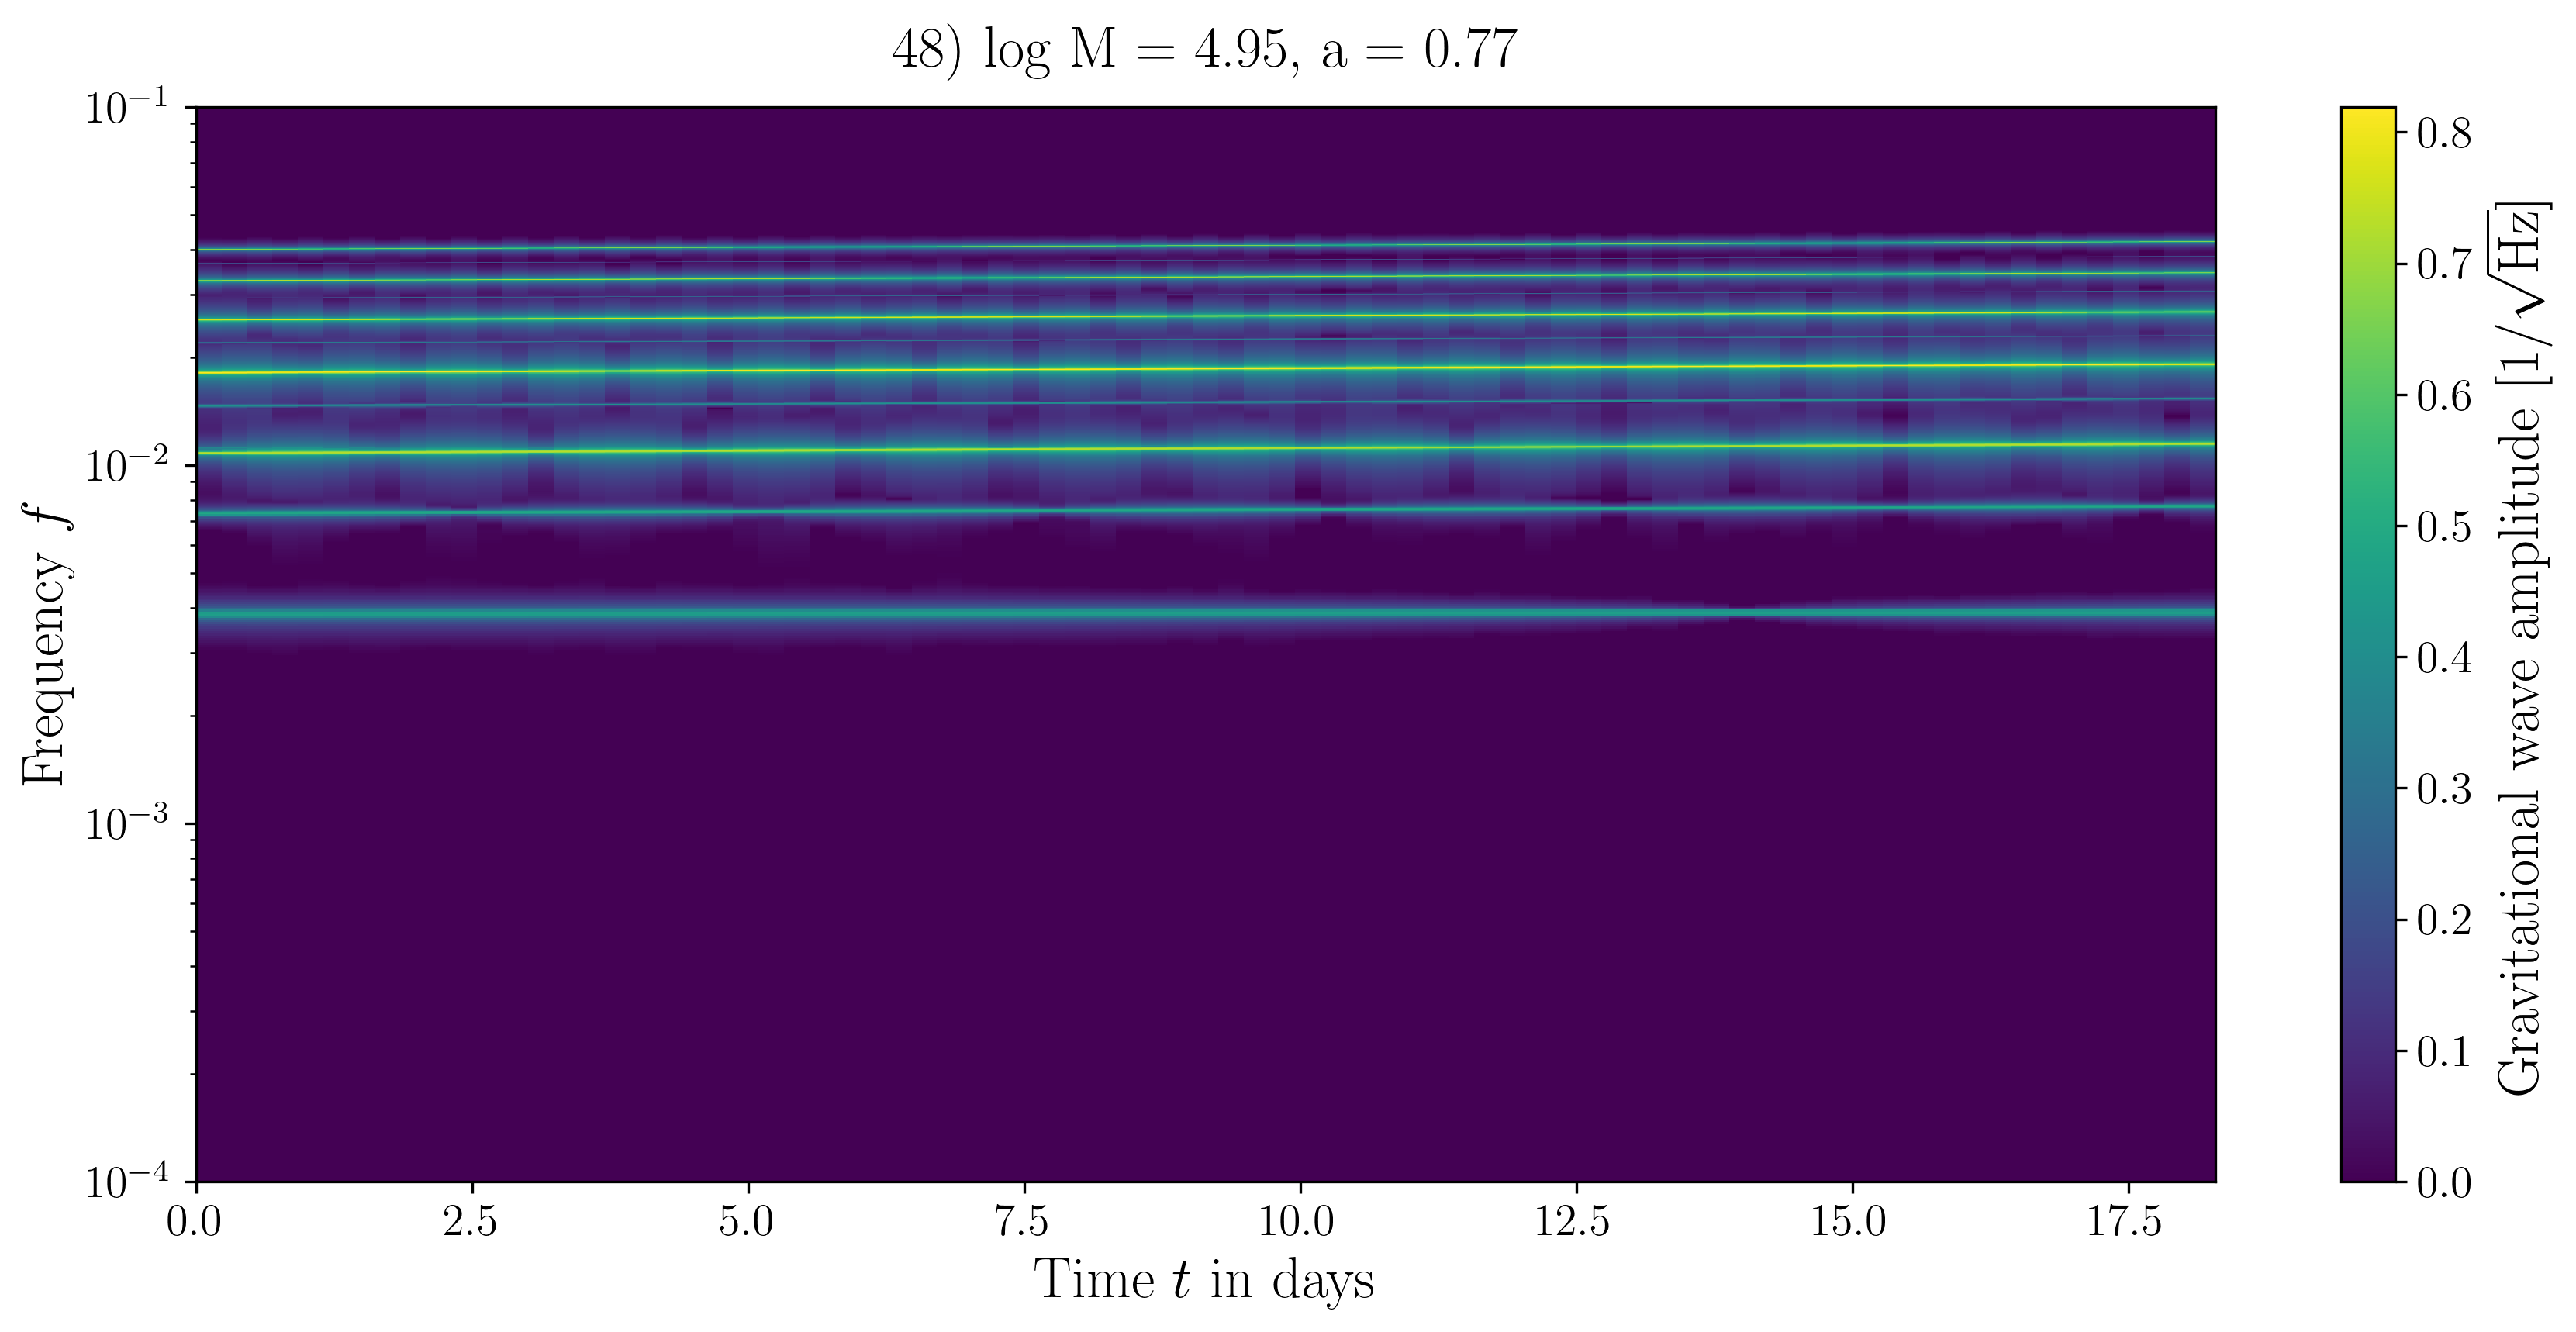 48) log M = 4.95, a = 0.77
10⁻¹
10⁻²
10⁻³
10⁻⁴
Frequency f
0.0 2.5 5.0 7.5 10.0 12.5 15.0 17.5
Time t in days
0.8
0.7
0.6
0.5
0.4
0.3
0.2
0.1
0.0
Gravitational wave amplitude [1/√Hz]